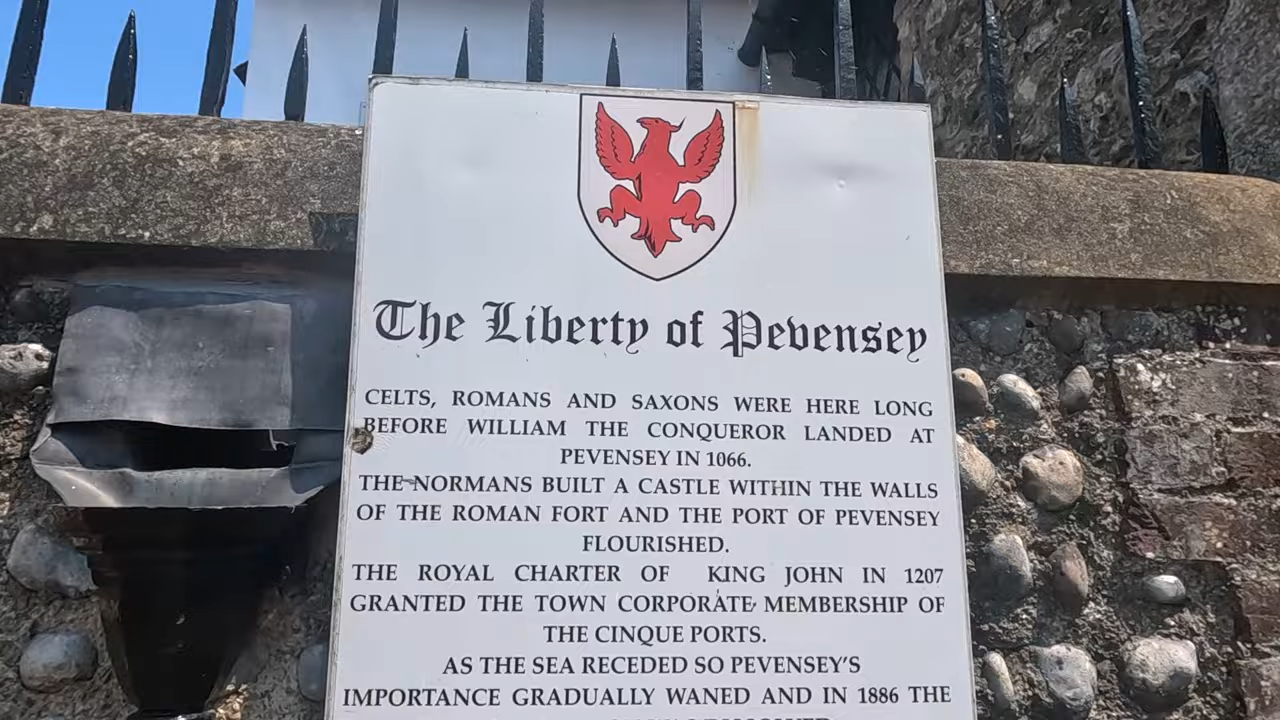 The Liberty of Pevensey
CELTS, ROMANS AND SAXONS WERE HERE LONG
BEFORE WILLIAM THE CONQUEROR LANDED AT
PEVENSEY IN 1066.
THE NORMANS BUILT A CASTLE WITHIN THE WALLS
OF THE ROMAN FORT AND THE PORT OF PEVENSEY
FLOURISHED.
THE ROYAL CHARTER OF KING JOHN IN 1207
GRANTED THE TOWN CORPORATE MEMBERSHIP OF
THE CINQUE PORTS.
AS THE SEA RECEDED SO PEVENSEY'S
IMPORTANCE GRADUALLY WANED AND IN 1886 THE